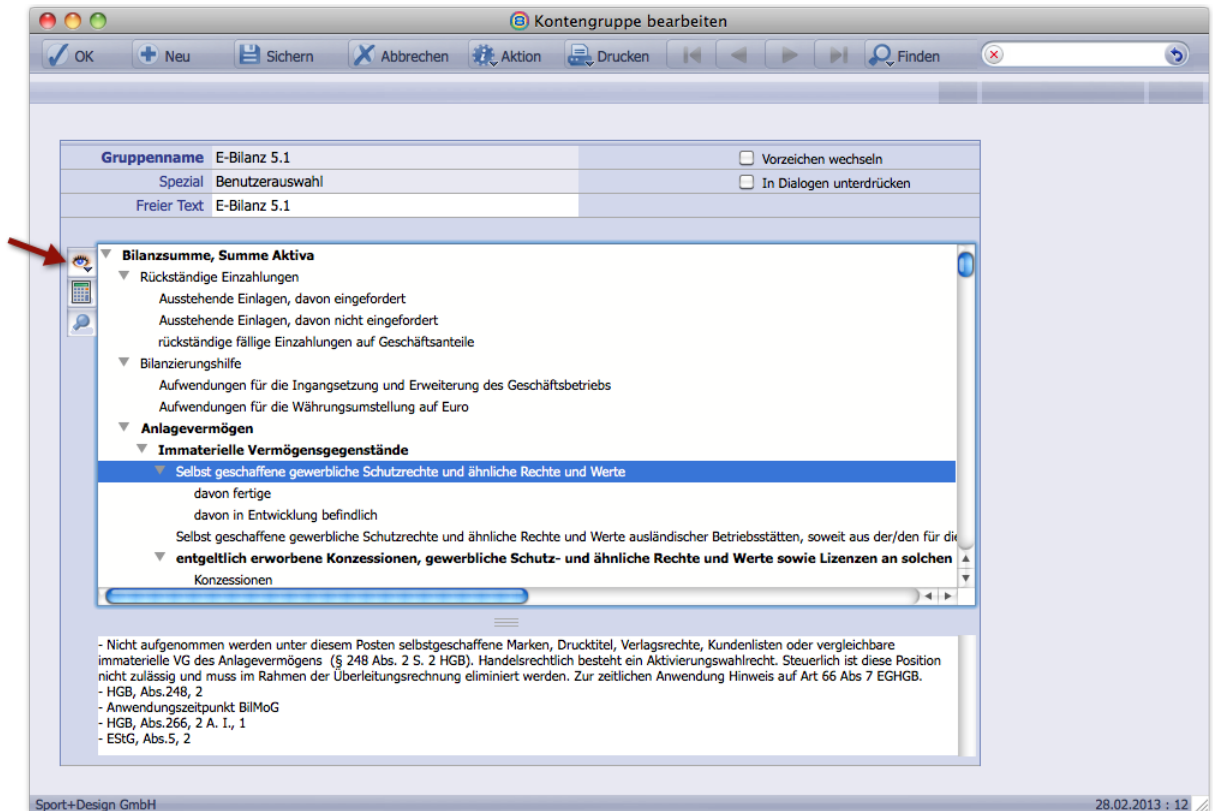 Kontengruppe bearbeiten
OK Neu Sichern Abbrechen Aktion Drucken Finden
Gruppenname E-Bilanz 5.1 Vorzeichen wechseln
Spezial Benutzerauswahl In Dialogen unterdrücken
Freier Text E-Bilanz 5.1
Bilanzsumme, Summe Aktiva
Rückständige Einzahlungen
Ausstehende Einlagen, davon eingefordert
Ausstehende Einlagen, davon nicht eingefordert
rückständige fällige Einzahlungen auf Geschäftsanteile
Bilanzierungshilfe
Aufwendungen für die Ingangsetzung und Erweiterung des Geschäftsbetriebs
Aufwendungen für die Währungsumstellung auf Euro
Anlagevermögen
Immaterielle Vermögensgegenstände
Selbst geschaffene gewerbliche Schutzrechte und ähnliche Rechte und Werte
davon fertige
davon in Entwicklung befindlich
Selbst geschaffene gewerbliche Schutzrechte und ähnliche Rechte und Werte ausländischer Betriebsstätten, soweit aus der/den für die
entgeltlich erworbene Konzessionen, gewerbliche Schutz- und ähnliche Rechte und Werte sowie Lizenzen an solchen
Konzessionen
- Nicht aufgenommen werden unter diesem Posten selbstgeschaffene Marken, Drucktitel, Verlagsrechte, Kundenlisten oder vergleichbare
immaterielle VG des Anlagevermögens (§ 248 Abs. 2 S. 2 HGB). Handelsrechtlich besteht ein Aktivierungswahlrecht. Steuerlich ist diese Position
nicht zulässig und muss im Rahmen der Überleitungsrechnung eliminiert werden. Zur zeitlichen Anwendung Hinweis auf Art 66 Abs 7 EGHGB.
- HGB, Abs.248, 2
- Anwendungszeitpunkt BilMoG
- HGB, Abs.266, 2 A. I., 1
- EStG, Abs.5, 2
Sport+Design GmbH 28.02.2013 : 12